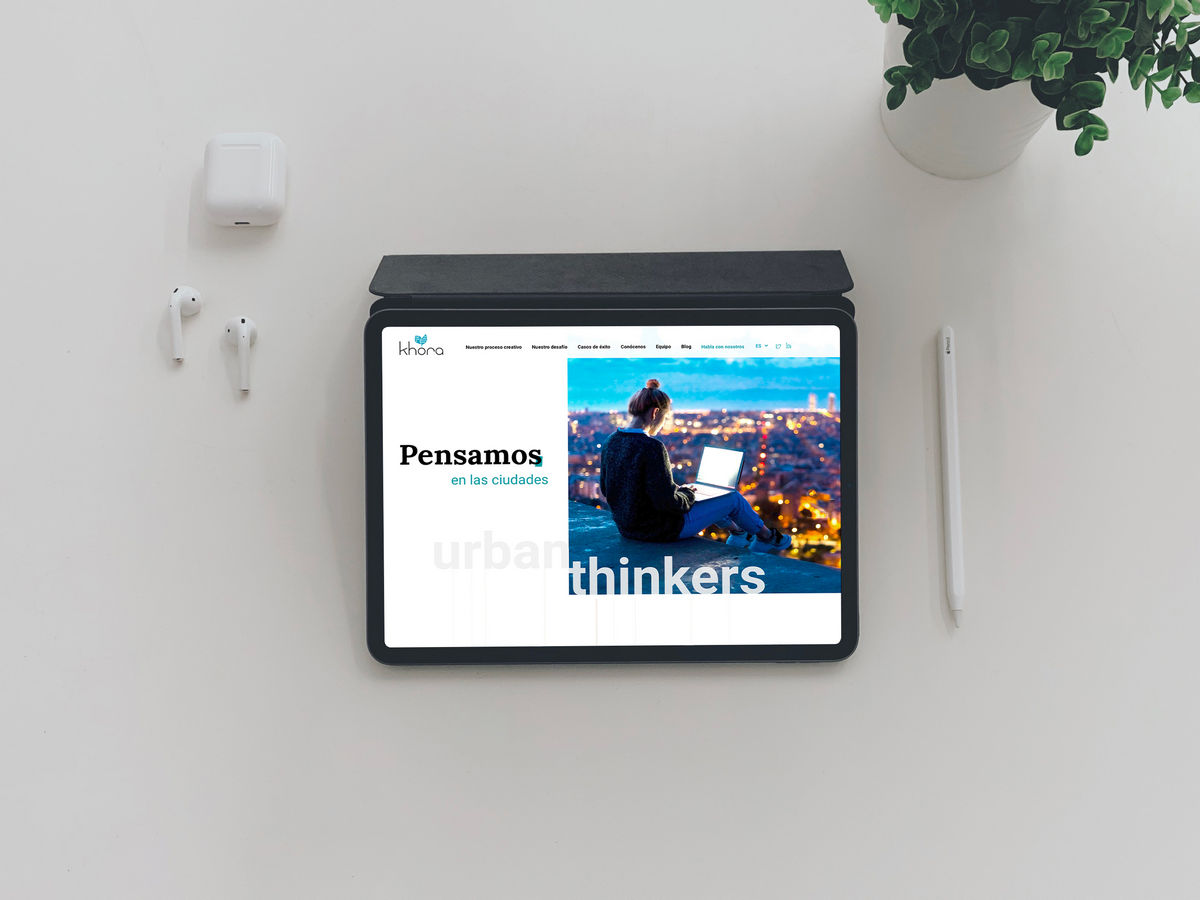 khora
Nuestro proceso creativo Nuestro desafío Casos de éxito Conócenos Equipo Blog Habla con nosotros ES
Pensamos
en las ciudades
urban
thinkers
Pencil